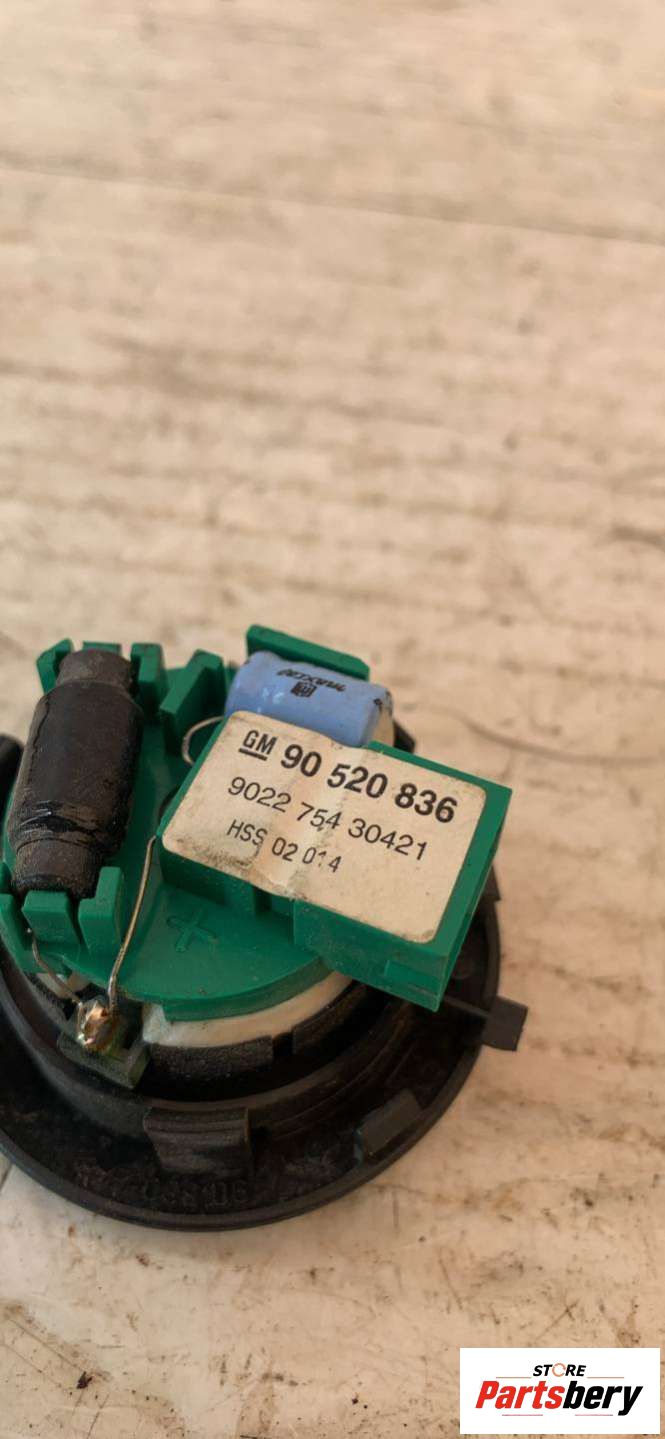 GM 90 520 836
9022 754 30421
HSS 02 014
STORE
Partsbery